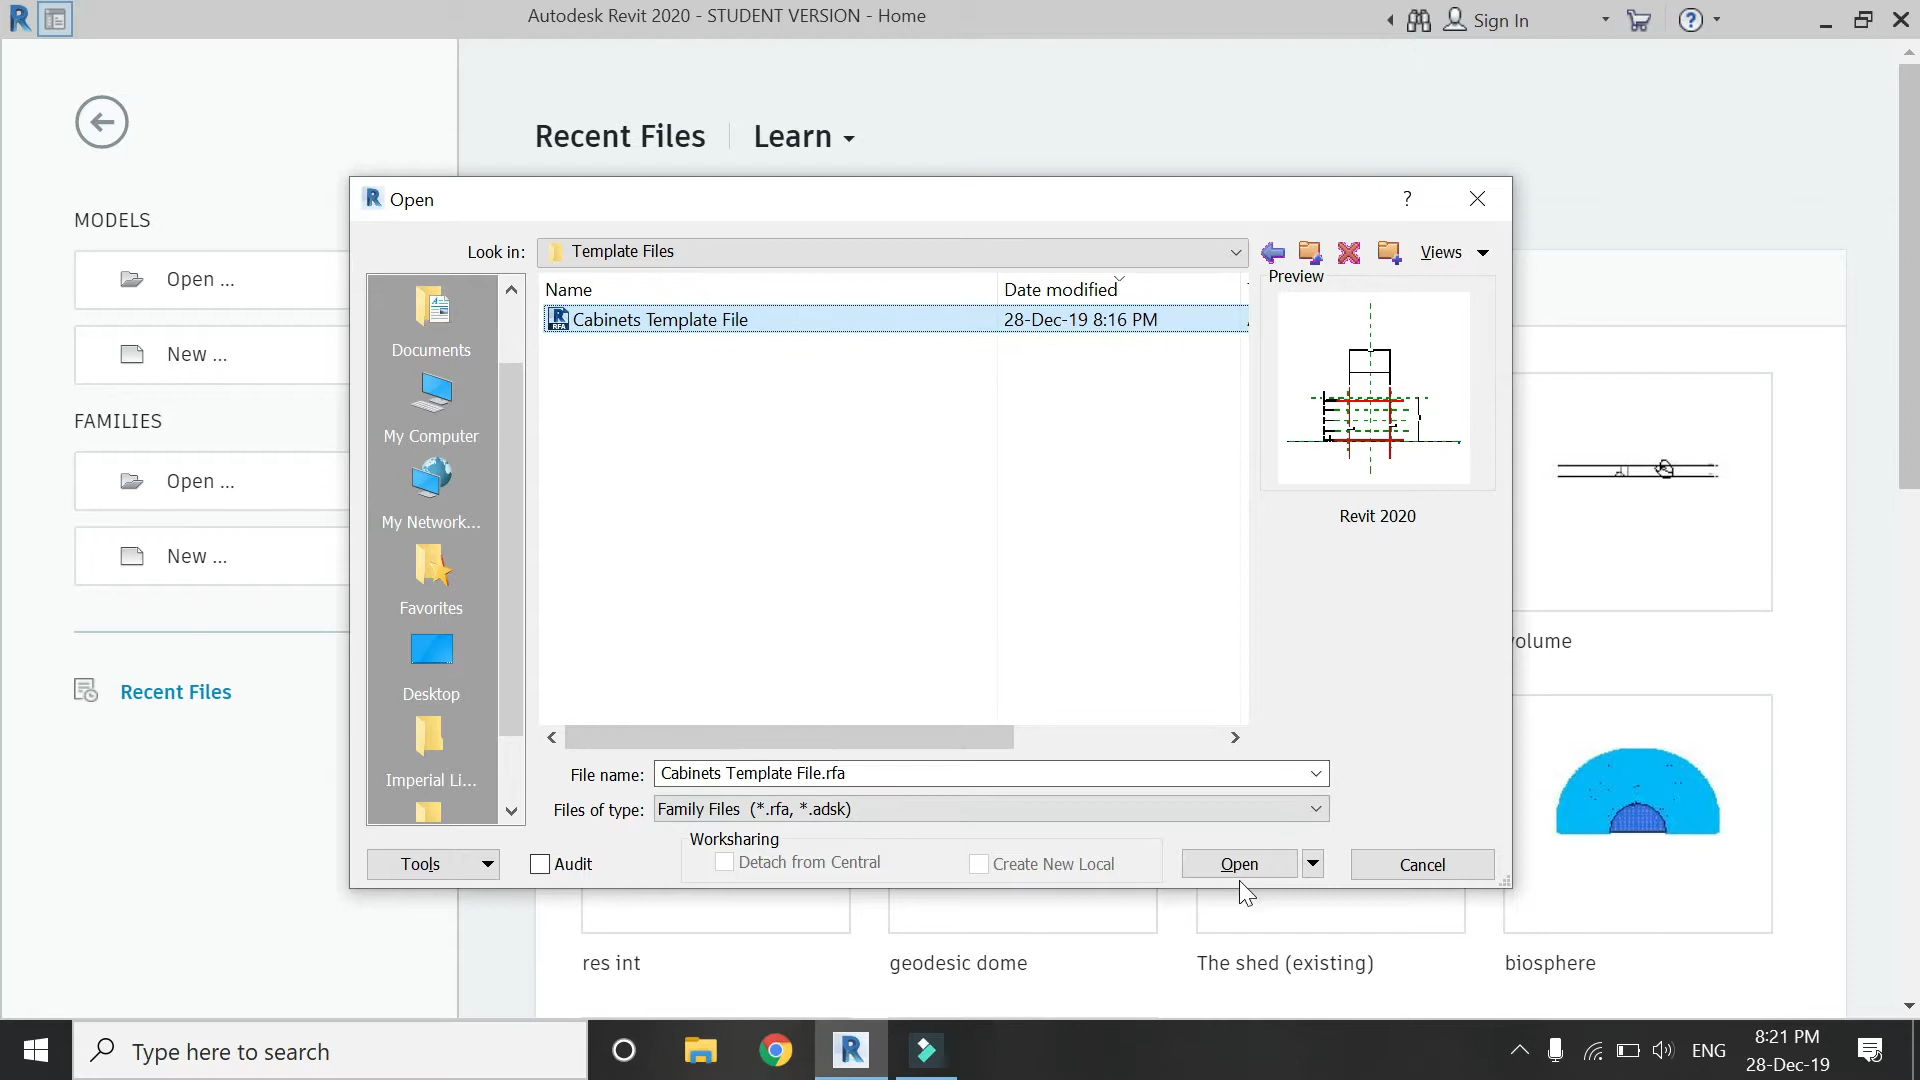 Autodesk Revit 2020 - STUDENT VERSION - Home
Sign In
Recent Files
Learn
MODELS
Open ...
New ...
FAMILIES
Open ...
New ...
Recent Files
Open
Look in:
Template Files
Views
Documents
My Computer
My Network...
Favorites
Desktop
Imperial Li...
Name
Date modified
RFA
Cabinets Template File
28-Dec-19 8:16 PM
Preview
Revit 2020
File name:
Cabinets Template File.rfa
Files of type:
Family Files (*.rfa, *.adsk)
Worksharing
Tools
Audit
Detach from Central
Create New Local
Open
Cancel
res int
geodesic dome
The shed (existing)
biosphere
Type here to search
ENG
8:21 PM
28-Dec-19